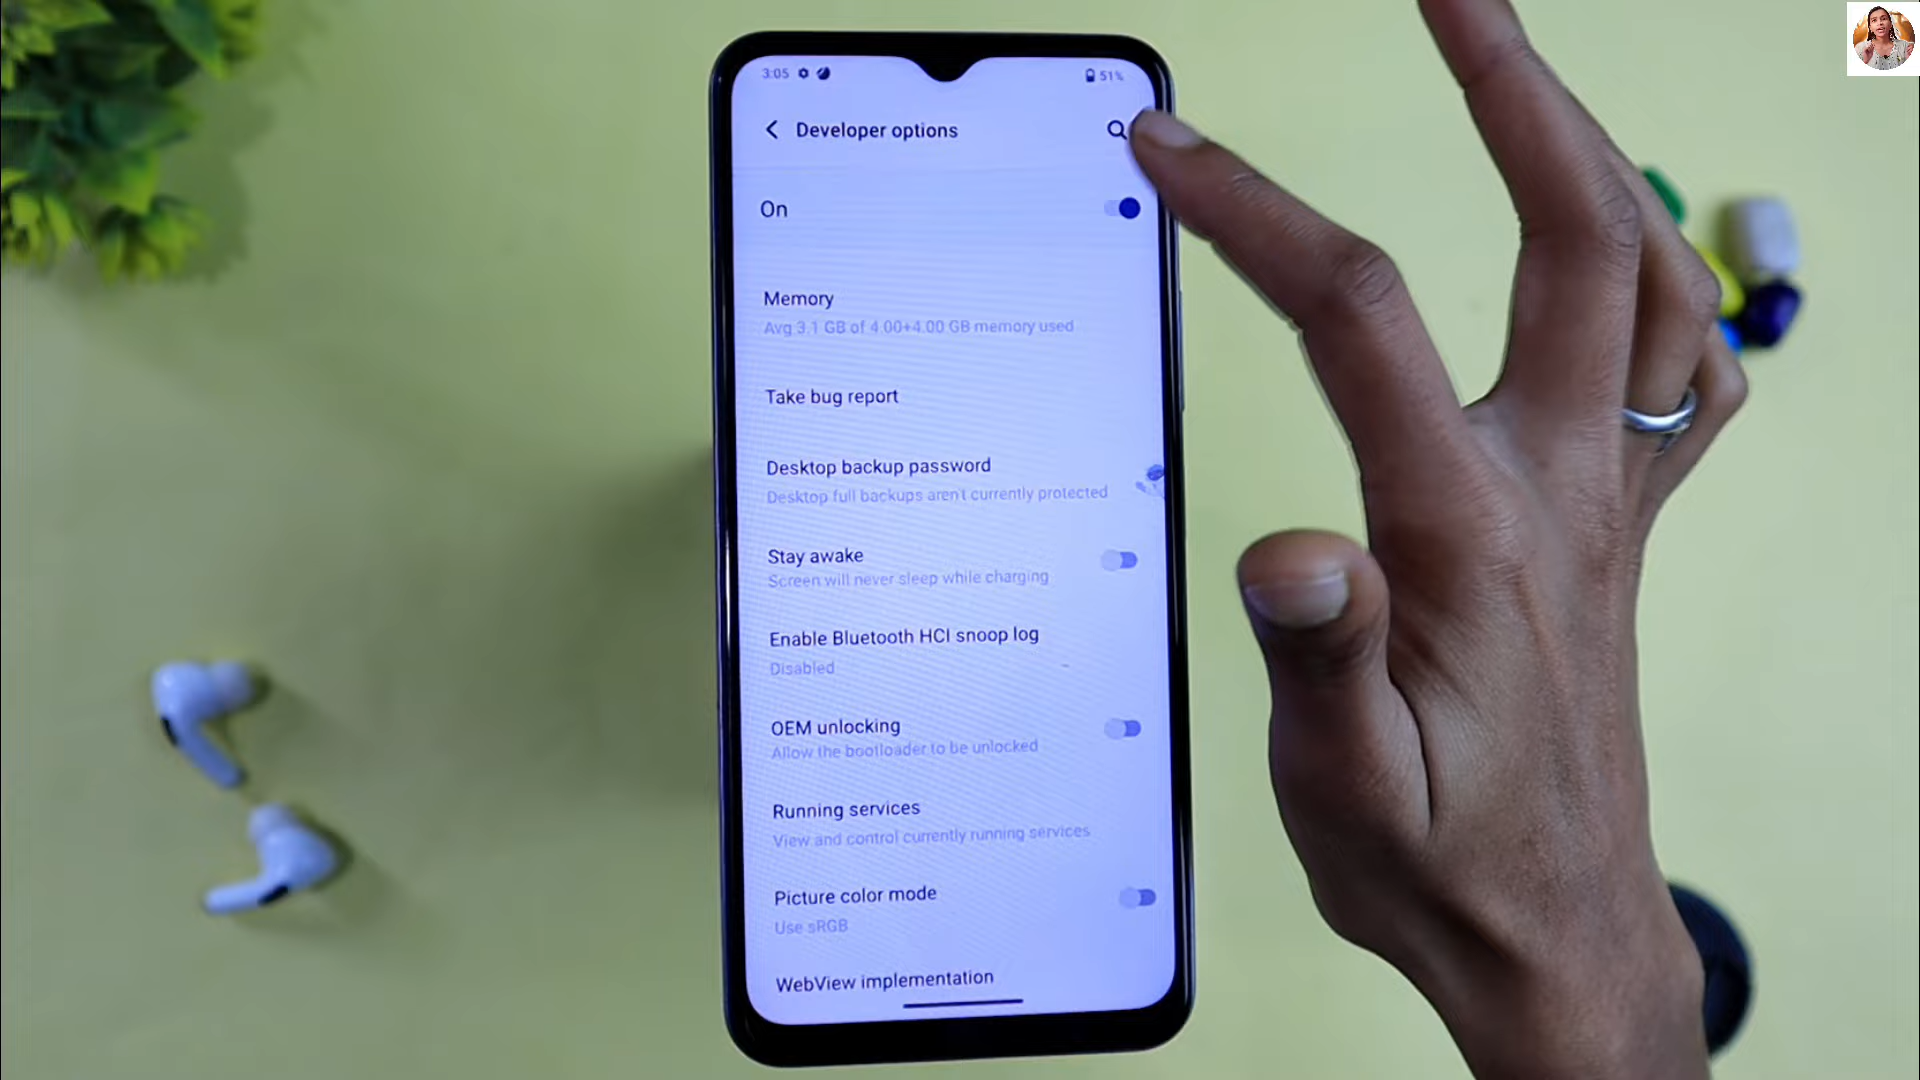 3:05
51%
Developer options
On
Memory
Avg 3.1 GB of 4.00+4.00 GB memory used
Take bug report
Desktop backup password
Desktop full backups aren't currently protected
Stay awake
Screen will never sleep while charging
Enable Bluetooth HCI snoop log
Disabled
OEM unlocking
Allow the bootloader to be unlocked
Running services
View and control currently running services
Picture color mode
Use sRGB
WebView implementation